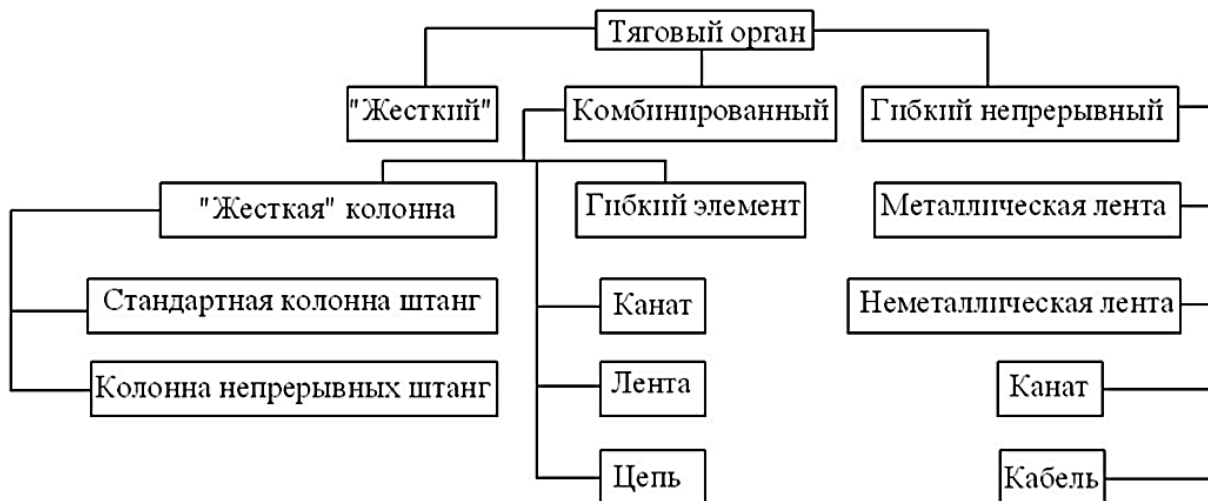 Тяговый орган
"Жесткий"
Комбинированный
Гибкий непрерывный
"Жесткая" колонна
Гибкий элемент
Металлическая лента
Стандартная колонна штанг
Канат
Неметаллическая лента
Колонна непрерывных штанг
Лента
Канат
Цепь
Кабель